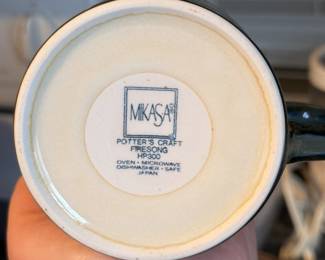 MIKASA
POTTER'S CRAFT
FIRESONG
HP300
OVEN • MICROWAVE
DISHWASHER • SAFE
JAPAN